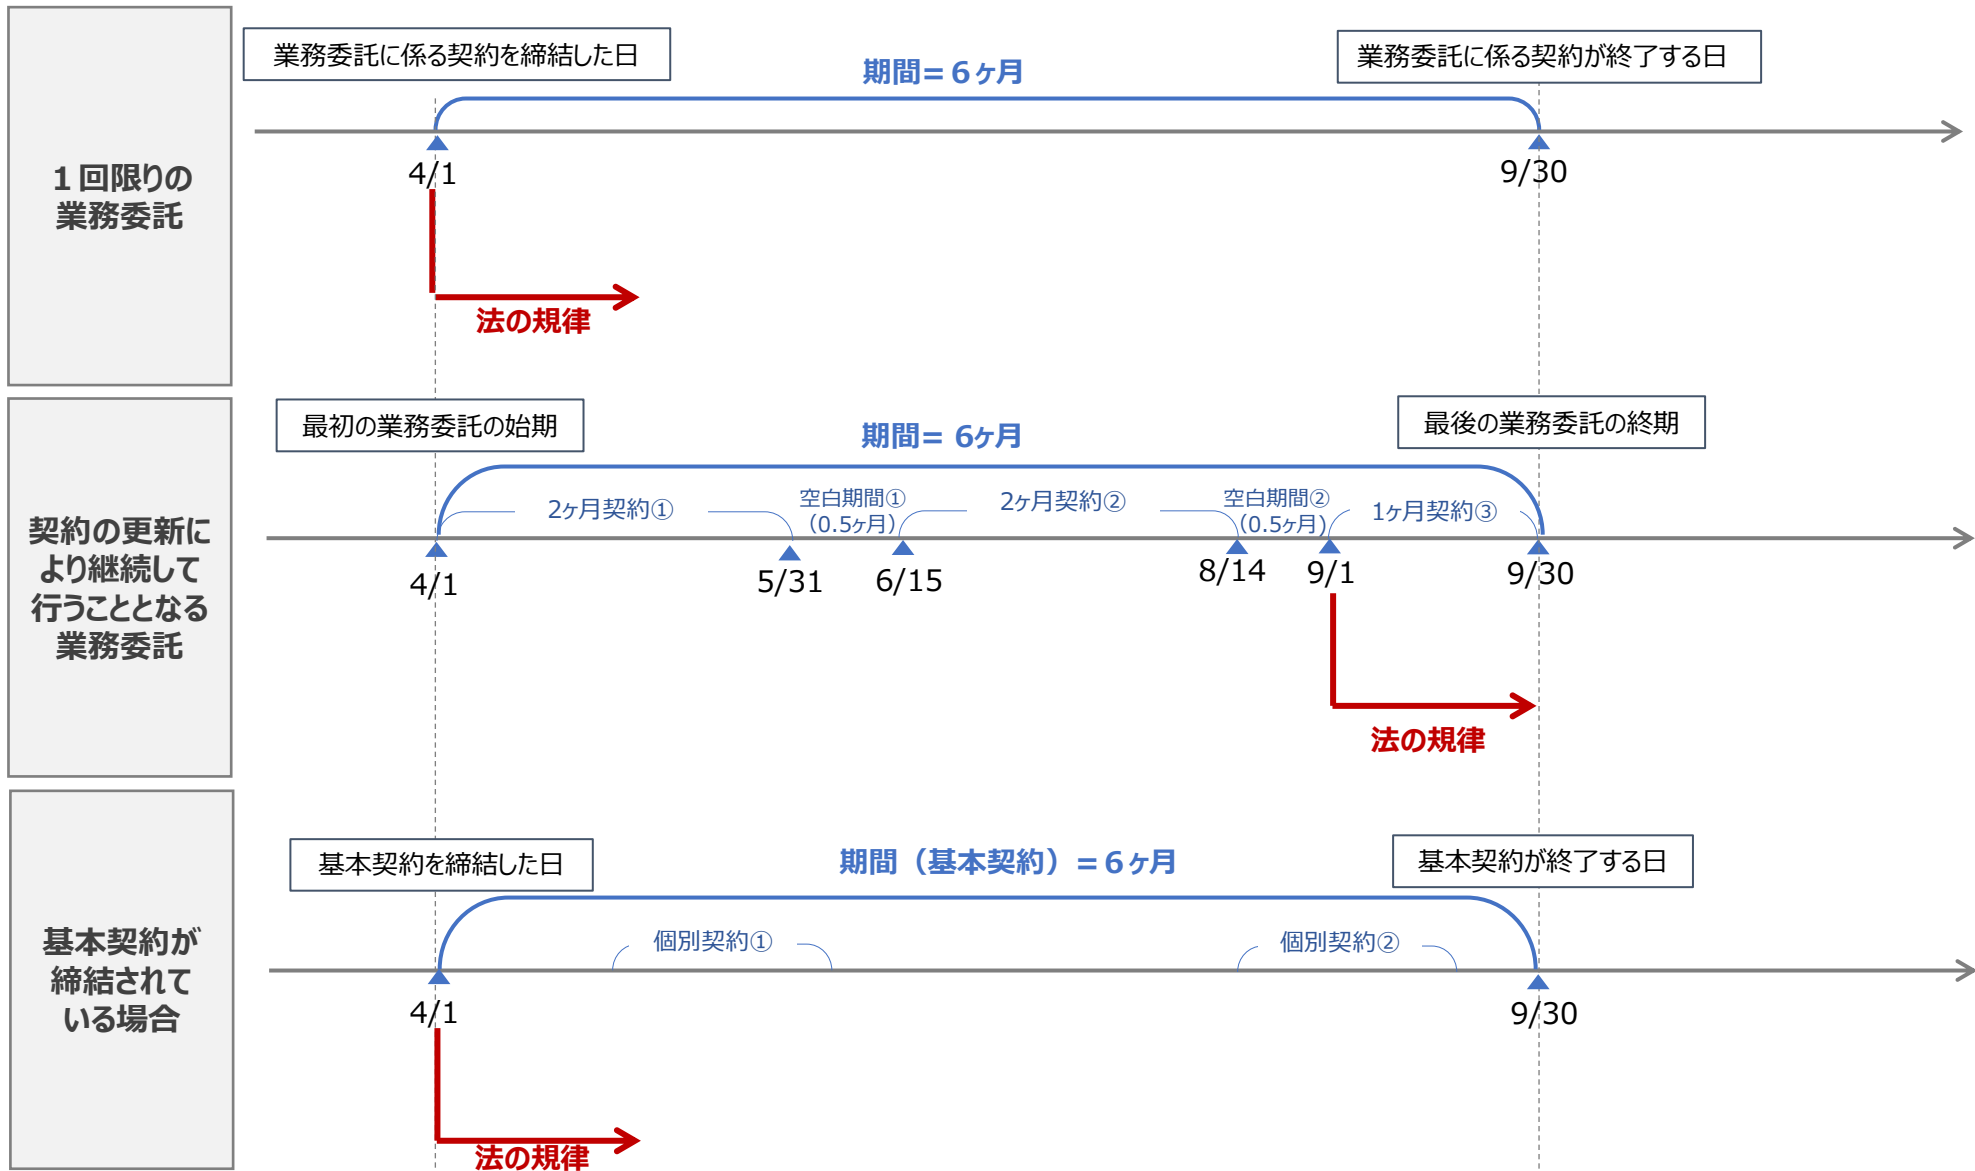 1回限りの
業務委託
業務委託に係る契約を締結した日
期間=6ヶ月
業務委託に係る契約が終了する日
4/1
9/30
法の規律
契約の更新に
より継続して
行うこととなる
業務委託
最初の業務委託の始期
期間= 6ヶ月
最後の業務委託の終期
2ヶ月契約①
空白期間①
（0.5ヶ月）
2ヶ月契約②
空白期間②
（0.5ヶ月）
1ヶ月契約③
4/1
5/31
6/15
8/14
9/1
9/30
法の規律
基本契約が
締結されて
いる場合
基本契約を締結した日
期間（基本契約）=6ヶ月
基本契約が終了する日
個別契約①
個別契約②
4/1
9/30
法の規律